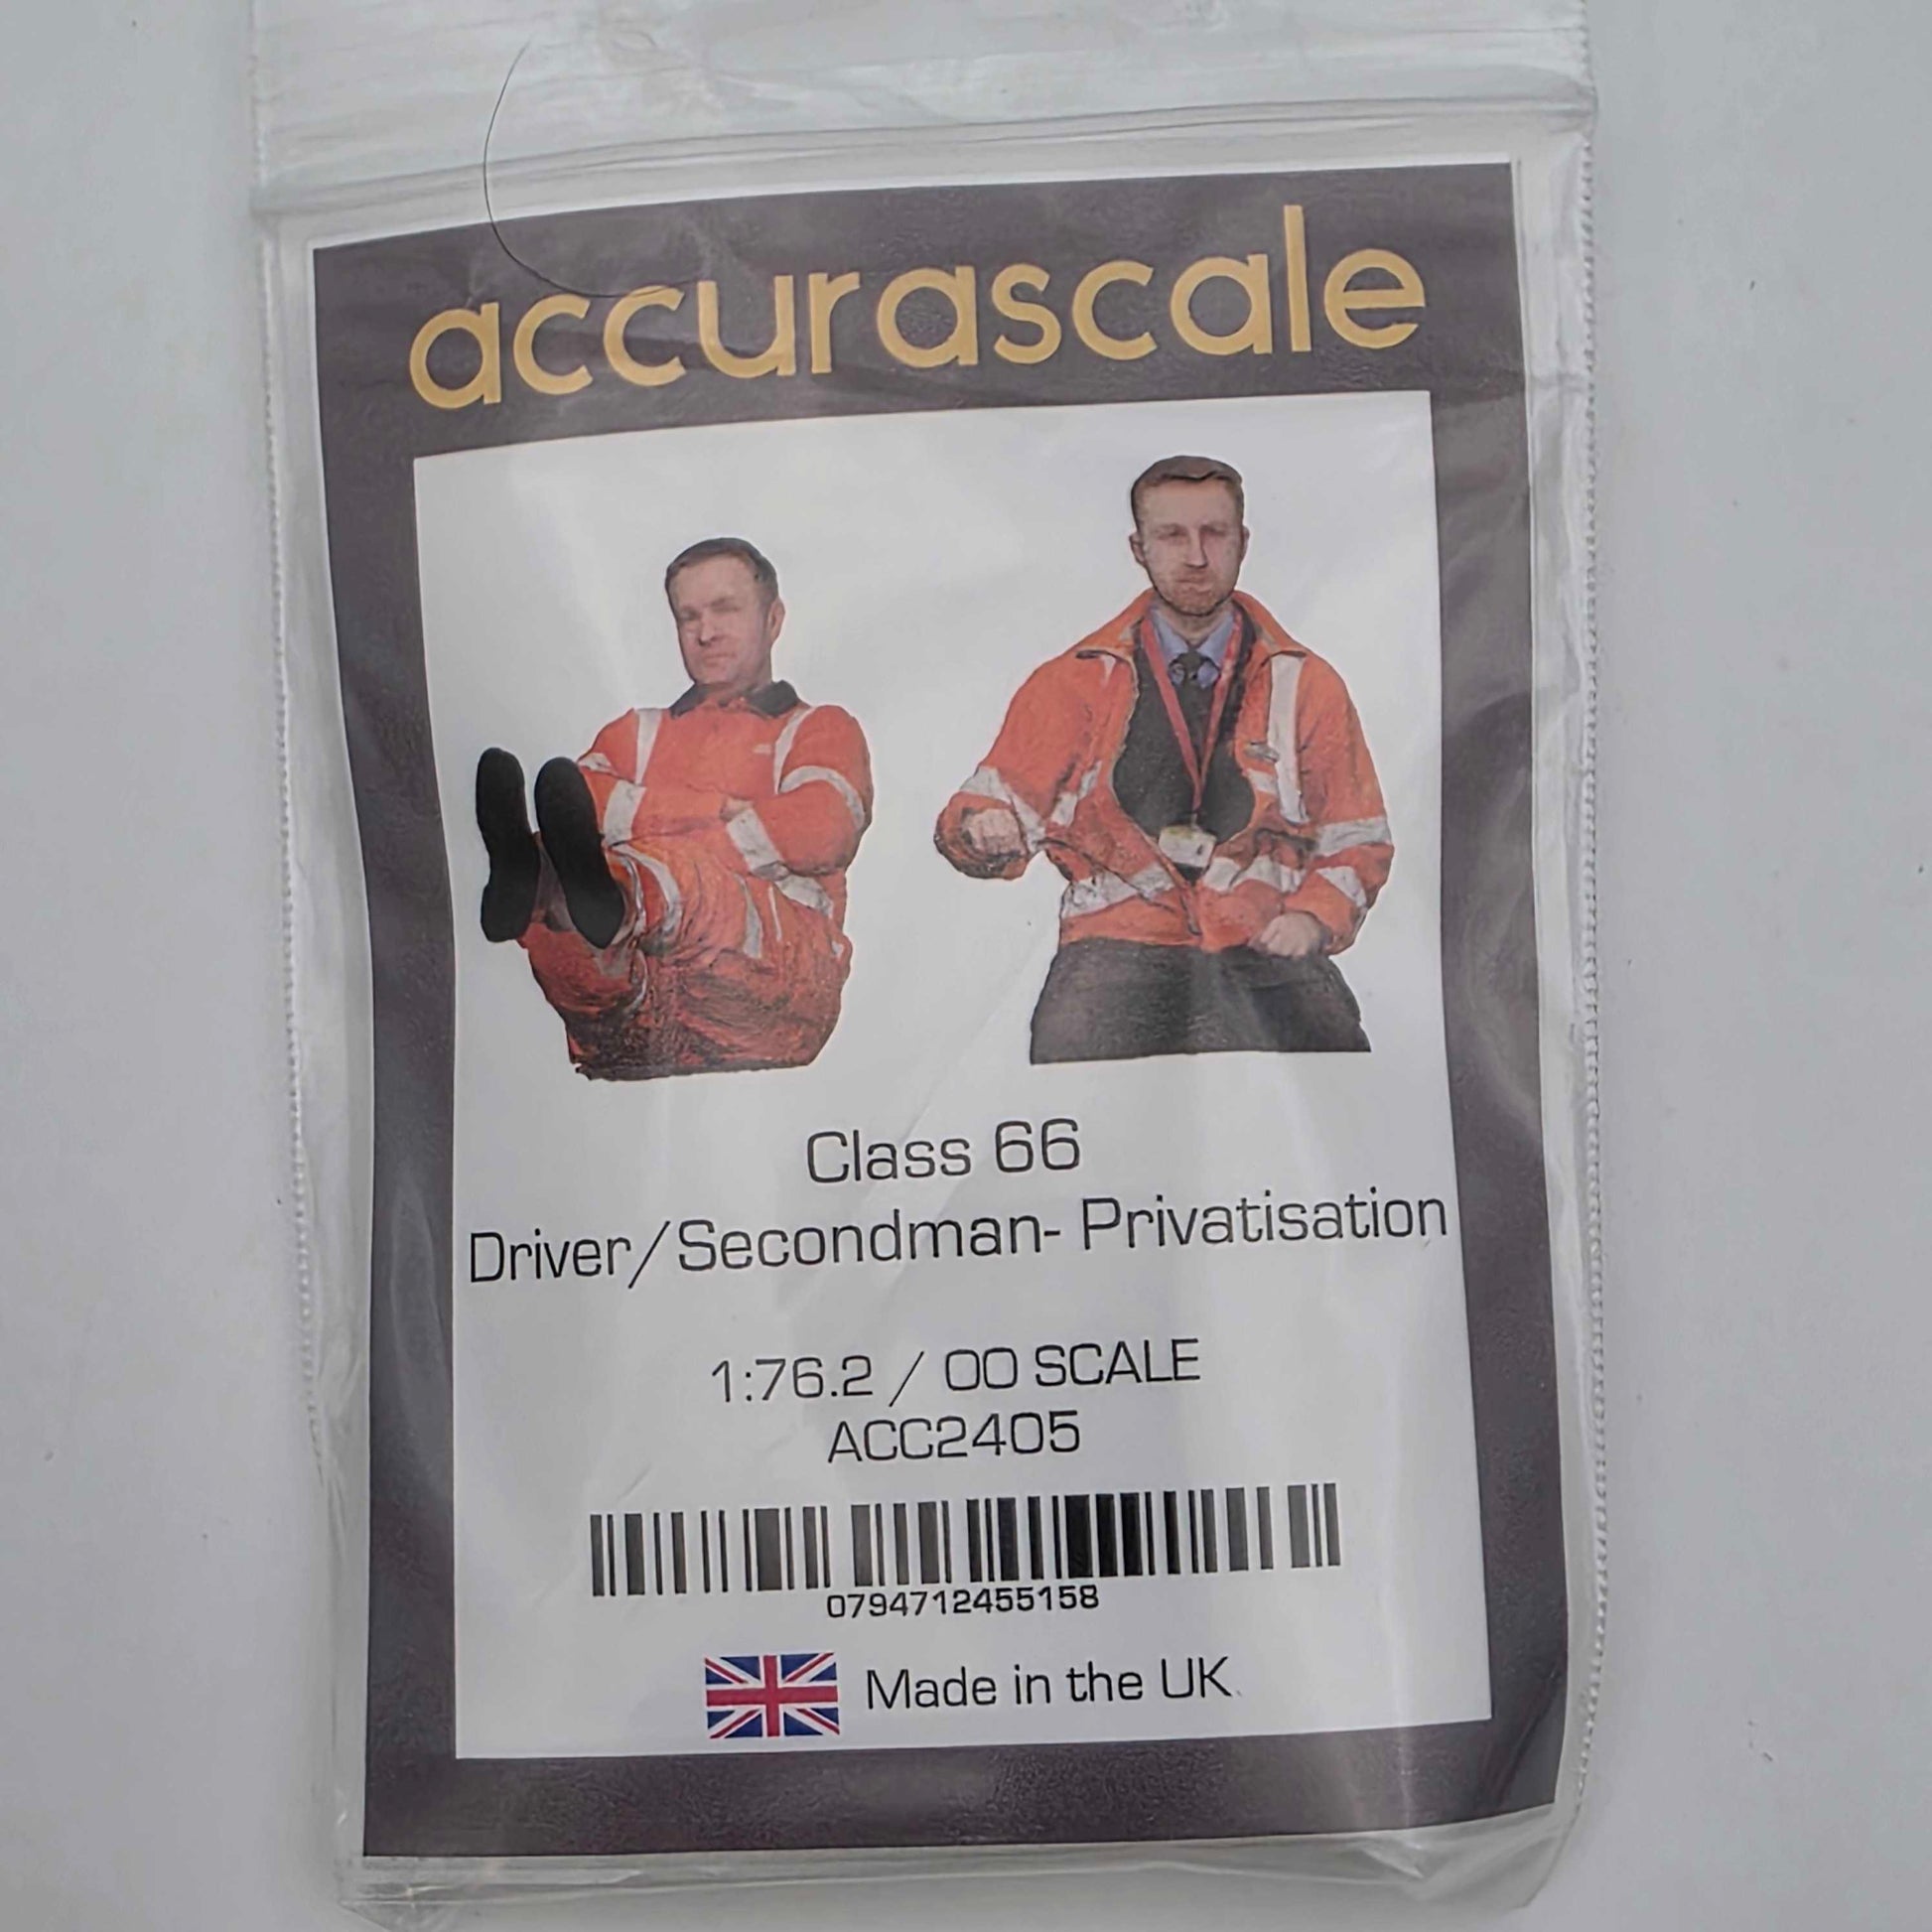 accurascale
Class 66
Driver/Secondman- Privatisation
1:76.2 / OO SCALE
ACC2405
0794712455158
Made in the UK